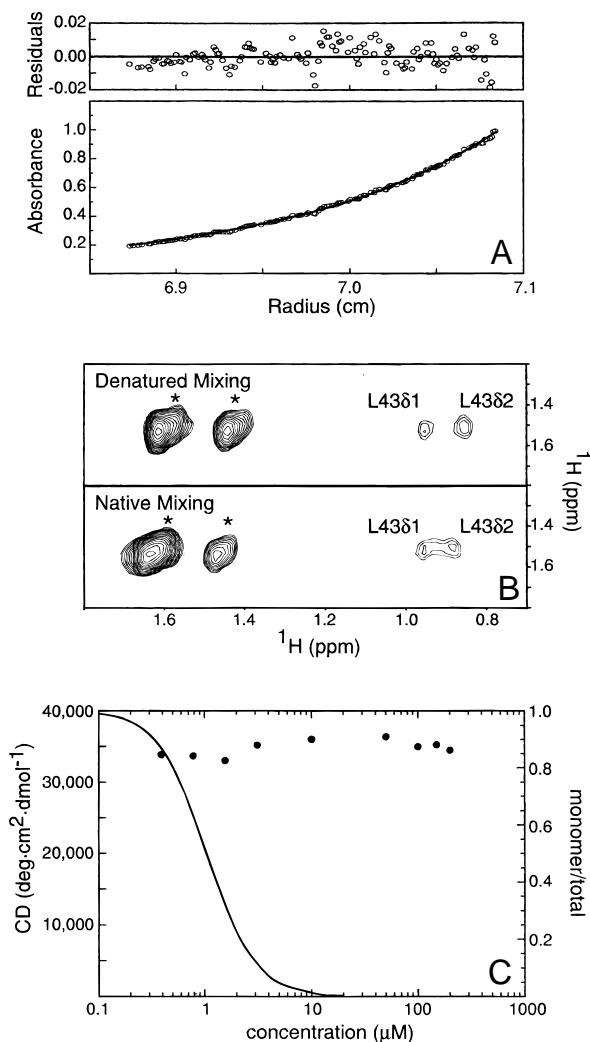 Residuals
0.02
0.00
-0.02
Absorbance
1.0
0.8
0.6
0.4
0.2
A
6.9
7.0
7.1
Radius (cm)
Denatured Mixing
*
*
L43δ1
L43δ2
1.4
1.6
Native Mixing
*
*
L43δ1
L43δ2
1.4
1.6
¹H (ppm)
B
1.6
1.4
1.2
1.0
0.8
¹H (ppm)
CD (deg·cm²·dmol⁻¹)
40,000
30,000
20,000
10,000
1.0
0.8
0.6
0.4
0.2
monomer/total
C
0.1
1
10
100
1000
concentration (μM)